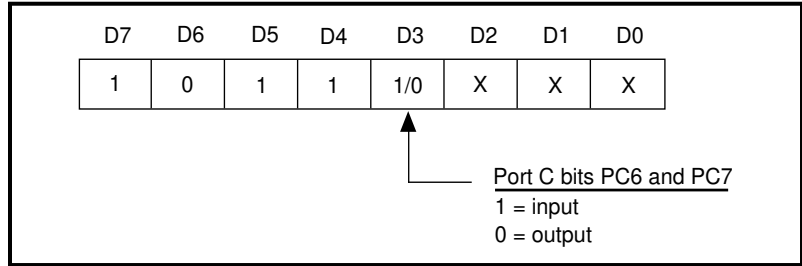 D7 D6 D5 D4 D3 D2 D1 D0
1 0 1 1 1/0 X X X
Port C bits PC6 and PC7
1 = input
0 = output